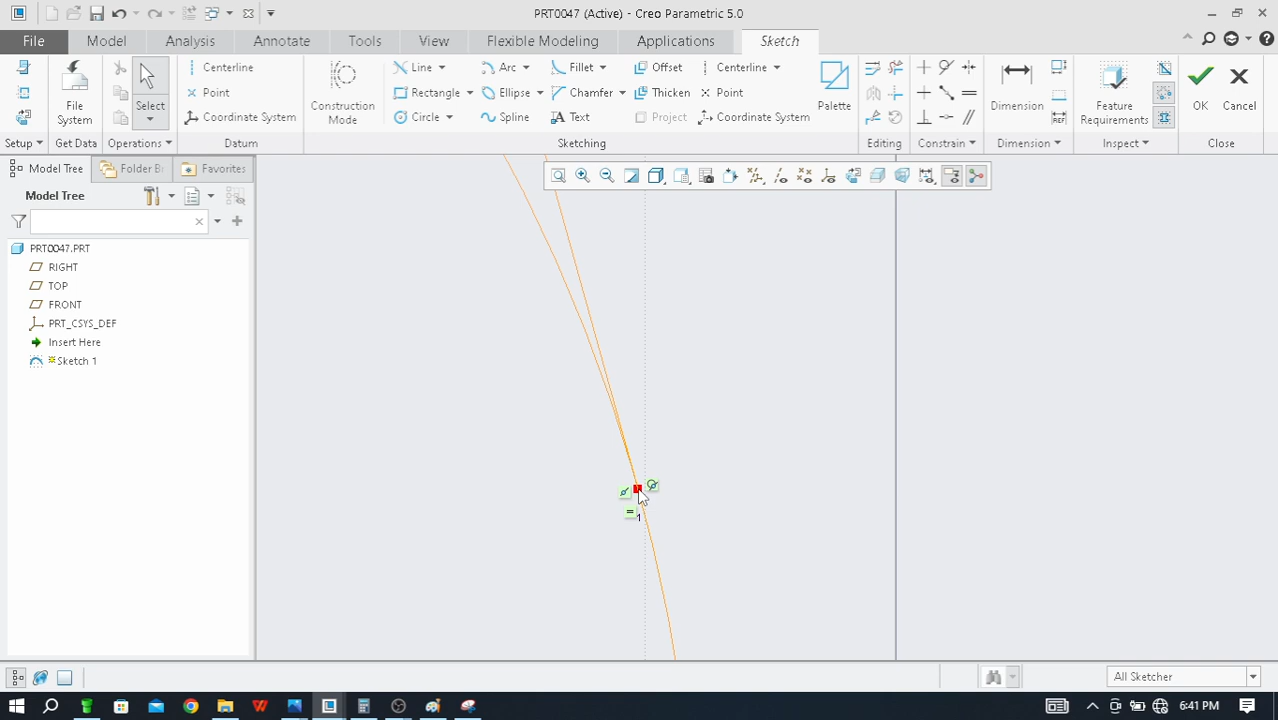 PRT0047 (Active) - Creo Parametric 5.0
File Model Analysis Annotate Tools View Flexible Modeling Applications Sketch
Centerline Line Arc Fillet Offset Centerline
Point Rectangle Ellipse Chamfer Thicken Point
Coordinate System Circle Spline Text Project Coordinate System
File System
Select
Construction Mode
Palette
Dimension
Feature Requirements
OK Cancel
Setup Get Data Operations Datum Sketching Editing Constrain Dimension Inspect Close
Model Tree Folder B Favorites
Model Tree
PRT0047.PRT
RIGHT
TOP
FRONT
PRT_CSYS_DEF
Insert Here
Sketch 1
1
All Sketcher
6:41 PM